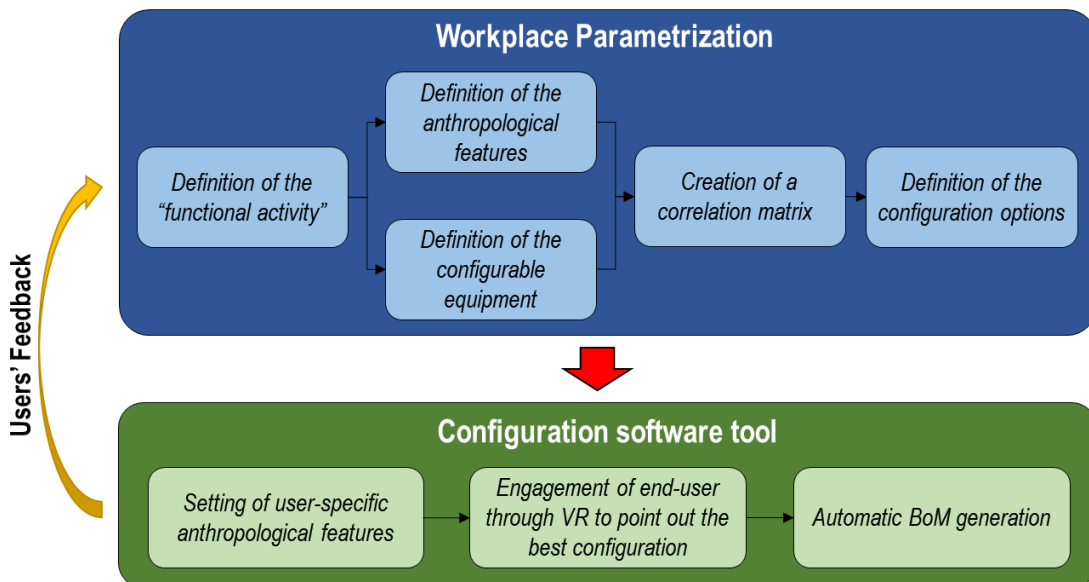 Workplace Parametrization
Definition of the
anthropological
features
Definition of the
“functional activity”
Definition of the
configurable
equipment
Creation of a
correlation matrix
Definition of the
configuration options
Users’ Feedback
Configuration software tool
Setting of user-specific
anthropological features
Engagement of end-user
through VR to point out the
best configuration
Automatic BoM generation